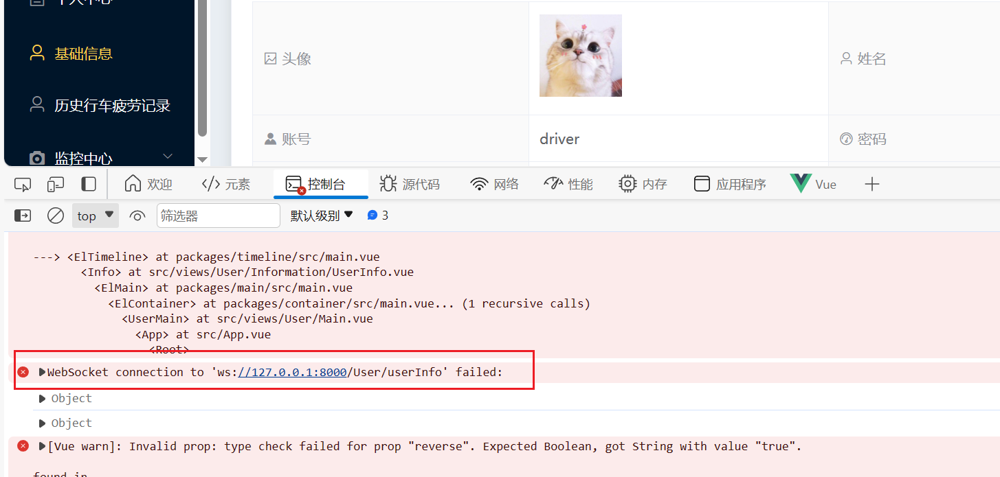 个人中心
基础信息
头像
姓名
历史行车疲劳记录
账号
driver
密码
监控中心
欢迎
元素
控制台
源代码
网络
性能
内存
应用程序
Vue
top
筛选器
默认级别
3
---> <ElTimeline> at packages/timeline/src/main.vue
<Info> at src/views/User/Information/UserInfo.vue
<ElMain> at packages/main/src/main.vue
<ElContainer> at packages/container/src/main.vue... (1 recursive calls)
<UserMain> at src/views/User/Main.vue
<App> at src/App.vue
<Root>
WebSocket connection to 'ws://127.0.0.1:8000/User/userInfo' failed:
Object
Object
[Vue warn]: Invalid prop: type check failed for prop "reverse". Expected Boolean, got String with value "true".
found in